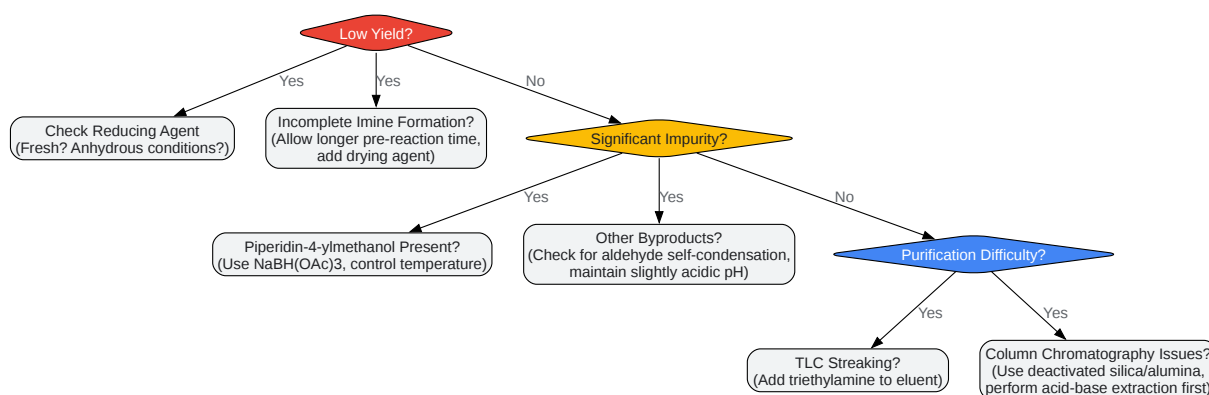 Low Yield?
Yes
Yes
No
Check Reducing Agent
(Fresh? Anhydrous conditions?)
Incomplete Imine Formation?
(Allow longer pre-reaction time,
add drying agent)
Significant Impurity?
Yes
Yes
No
Piperidin-4-ylmethanol Present?
(Use NaBH(OAc)3, control temperature)
Other Byproducts?
(Check for aldehyde self-condensation,
maintain slightly acidic pH)
Purification Difficulty?
Yes
Yes
TLC Streaking?
(Add triethylamine to eluent)
Column Chromatography Issues?
(Use deactivated silica/alumina,
perform acid-base extraction first)